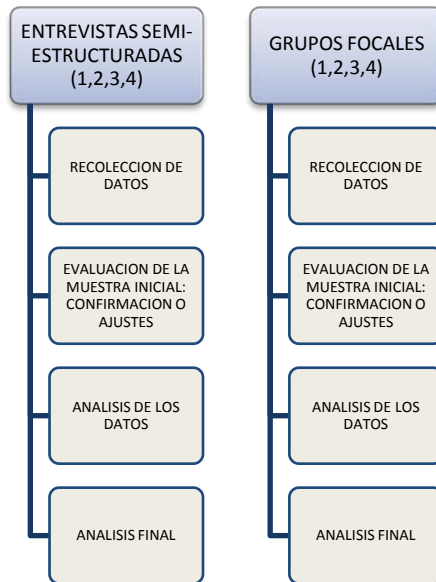 ENTREVISTAS SEMI-
ESTRUCTURADAS
(1,2,3,4)
RECOLECCION DE
DATOS
EVALUACION DE LA
MUESTRA INICIAL:
CONFIRMACION O
AJUSTES
ANALISIS DE LOS
DATOS
ANALISIS FINAL
GRUPOS FOCALES
(1,2,3,4)
RECOLECCION DE
DATOS
EVALUACION DE LA
MUESTRA INICIAL:
CONFIRMACION O
AJUSTES
ANALISIS DE LOS
DATOS
ANALISIS FINAL